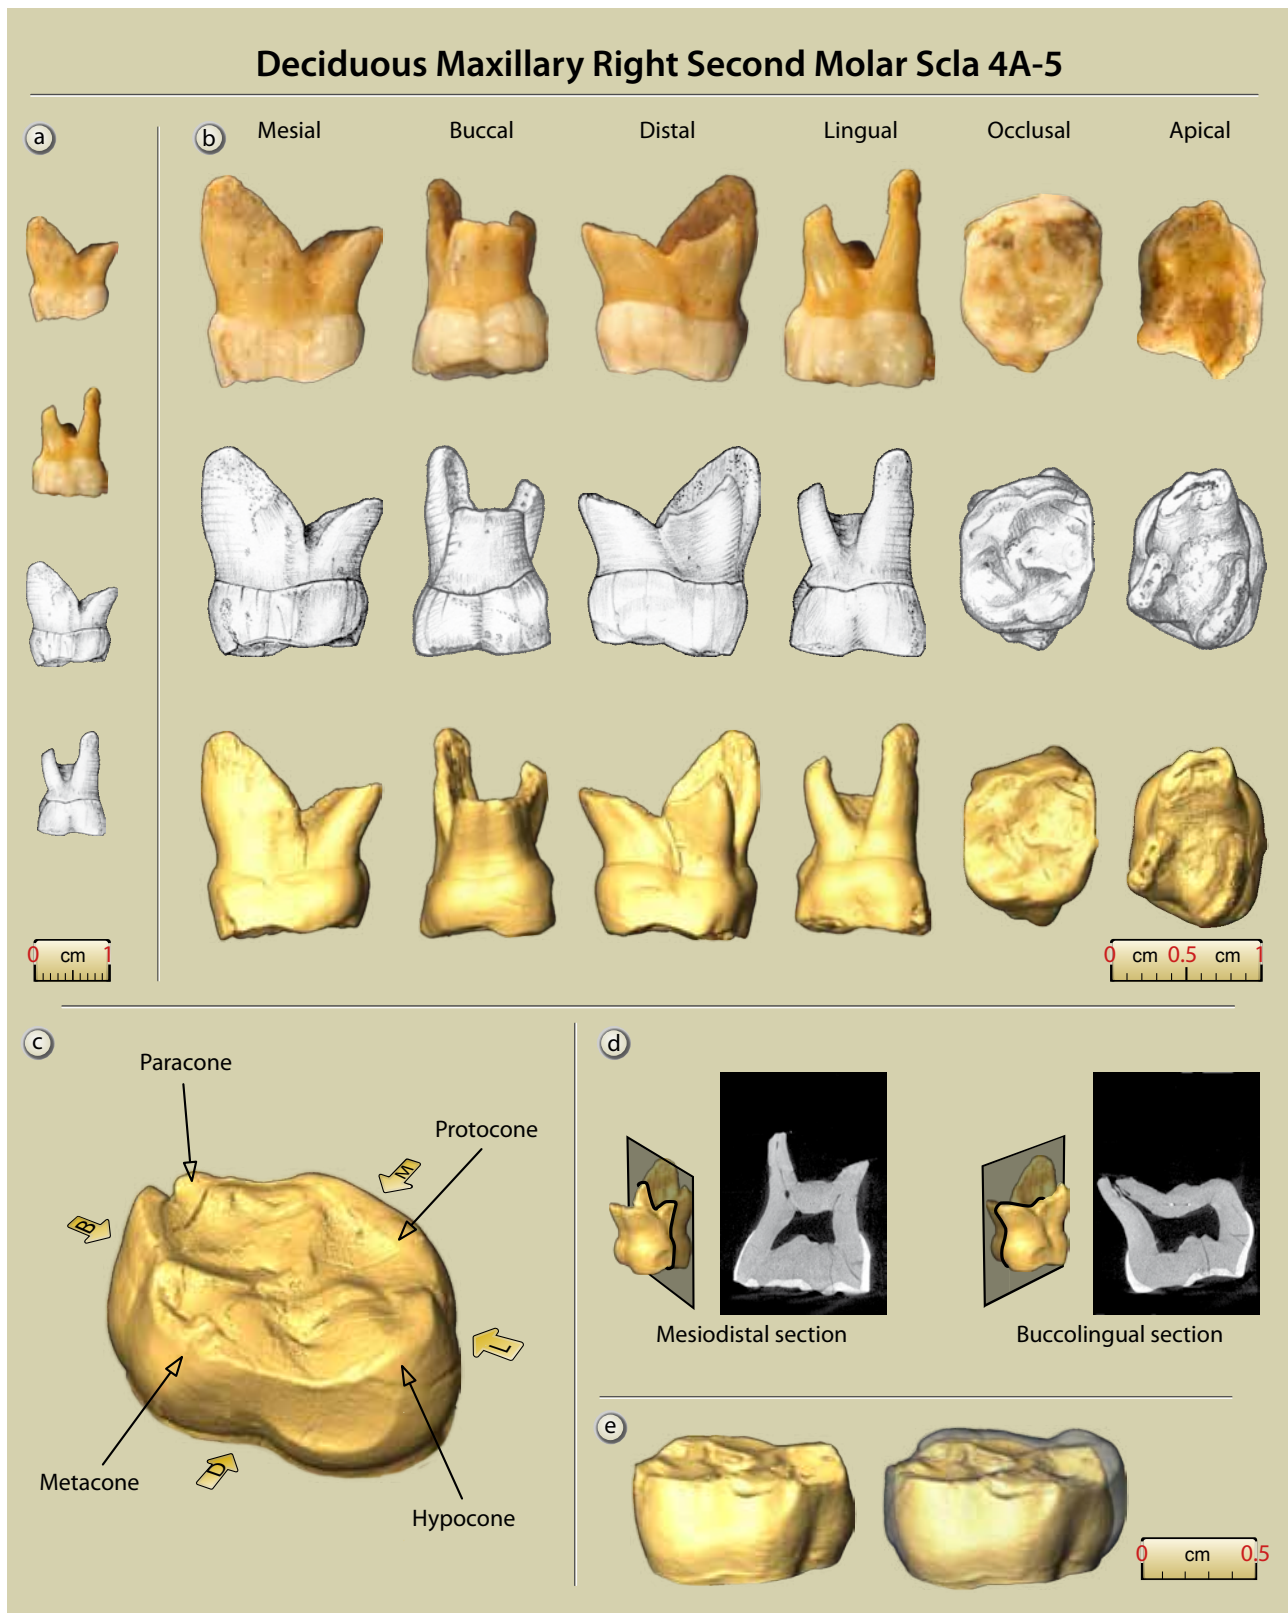 Deciduous Maxillary Right Second Molar Scla 4A-5
a
b
Mesial Buccal Distal Lingual Occlusal Apical
0 cm 1
0 cm 0.5 cm 1
c
Paracone
Protocone
M
B
L
D
Metacone
Hypocone
d
Mesiodistal section
Buccolingual section
e
0 cm 0.5